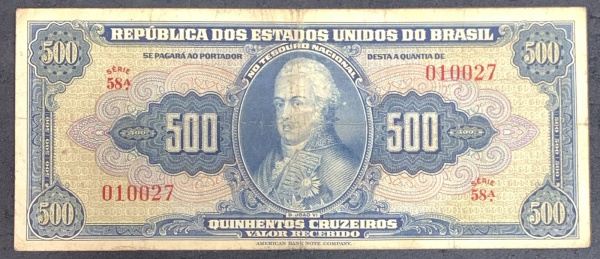 REPÚBLICA DOS ESTADOS UNIDOS DO BRASIL
500 500
SE PAGARÁ AO PORTADOR DESTA A QUANTIA DE
NO TESOURO NACIONAL
SÉRIE
58ª
010027
500 500 500 500
010027
SÉRIE
58ª
D. JOÃO VI
500 500
QUINHENTOS CRUZEIROS
VALOR RECEBIDO
AMERICAN BANK NOTE COMPANY.